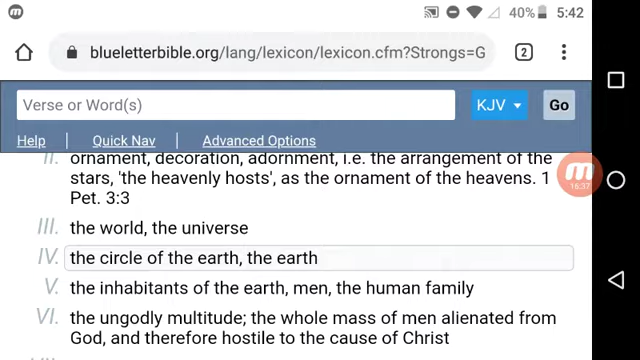 40% 5:42
blueletterbible.org/lang/lexicon/lexicon.cfm?Strongs=G 2
Verse or Word(s) KJV Go
Help | Quick Nav | Advanced Options
II. ornament, decoration, adornment, i.e. the arrangement of the
stars, 'the heavenly hosts', as the ornament of the heavens. 1
Pet. 3:3
16:37
III. the world, the universe
IV. the circle of the earth, the earth
V. the inhabitants of the earth, men, the human family
VI. the ungodly multitude; the whole mass of men alienated from
God, and therefore hostile to the cause of Christ